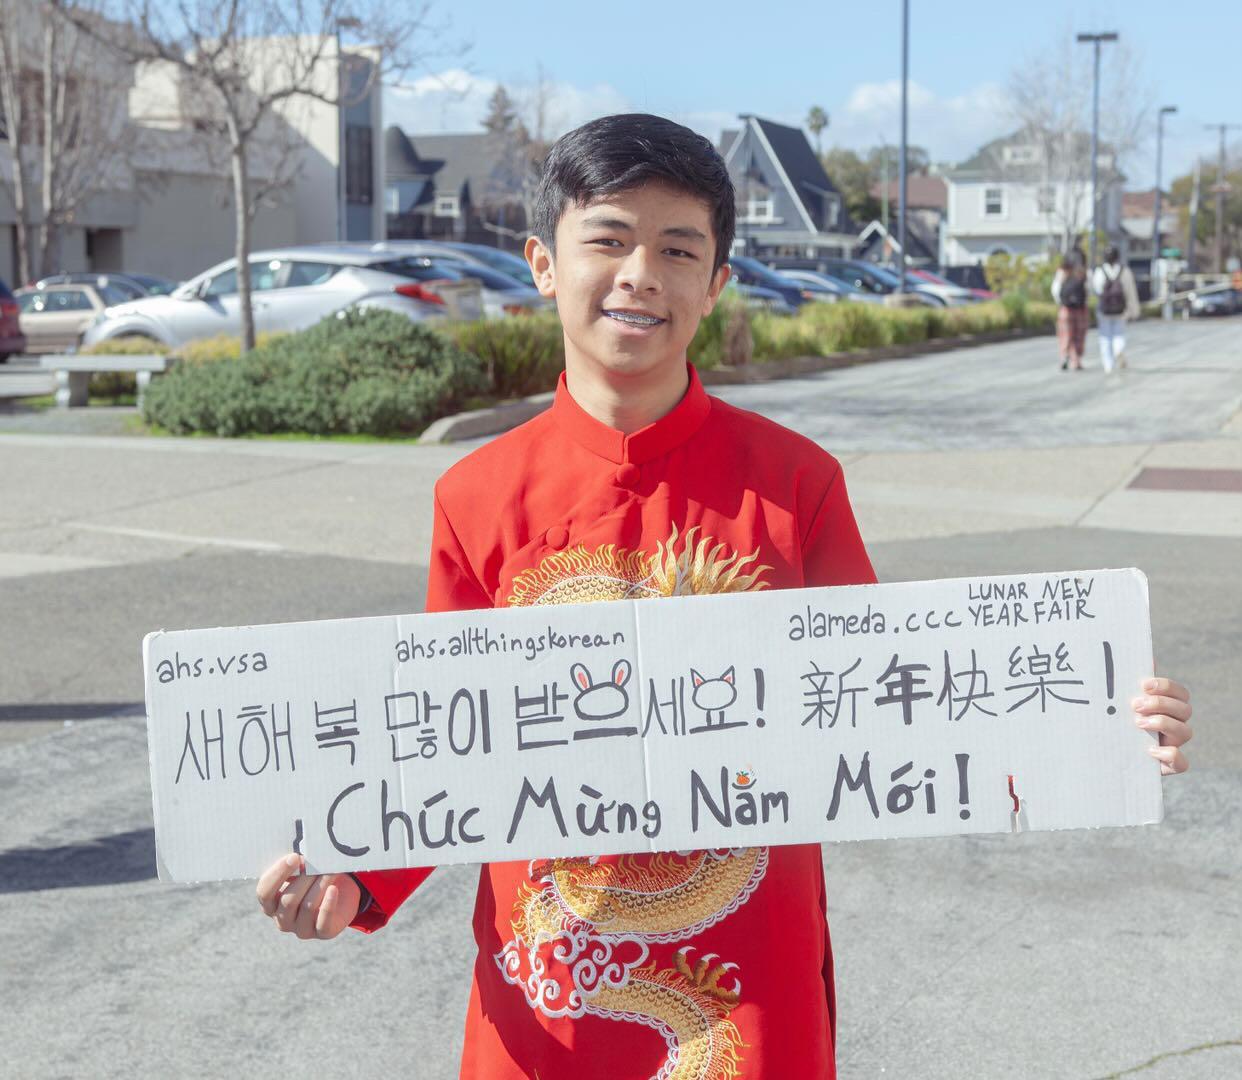 ahs.vsa
ahs.allthingskorean
alameda.ccc
LUNAR NEW
YEAR FAIR
새해 복 많이 받으세요!
新年快樂!
Chúc Mừng Năm Mới!